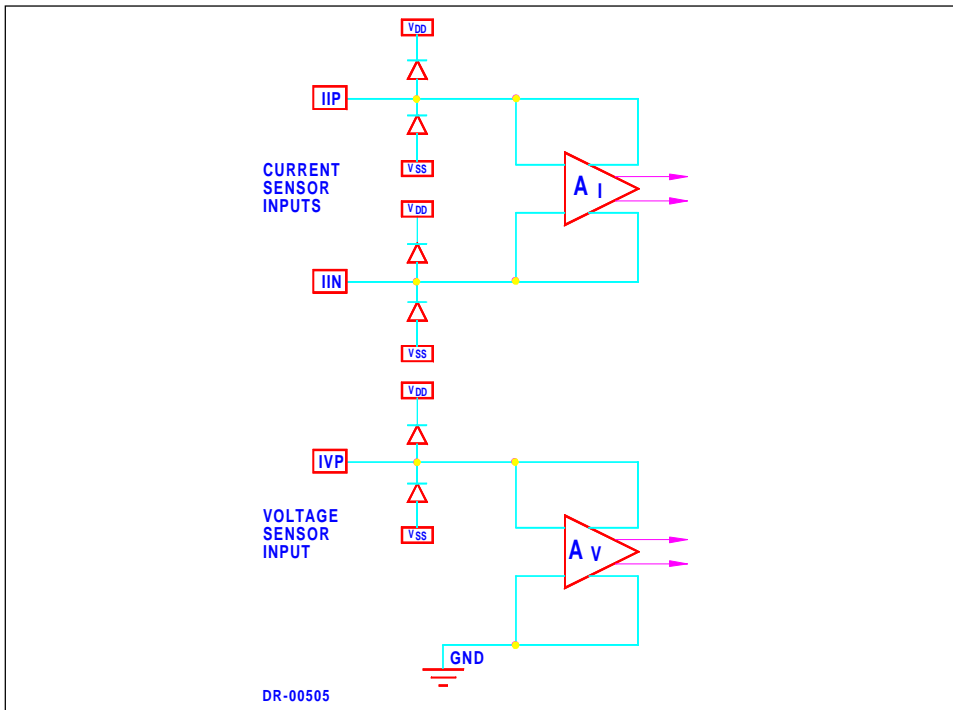 VDD
IIP
CURRENT
SENSOR
INPUTS
VSS
A I
VDD
IIN
VSS
VDD
IVP
VOLTAGE
SENSOR
INPUT
VSS
A V
GND
DR-00505